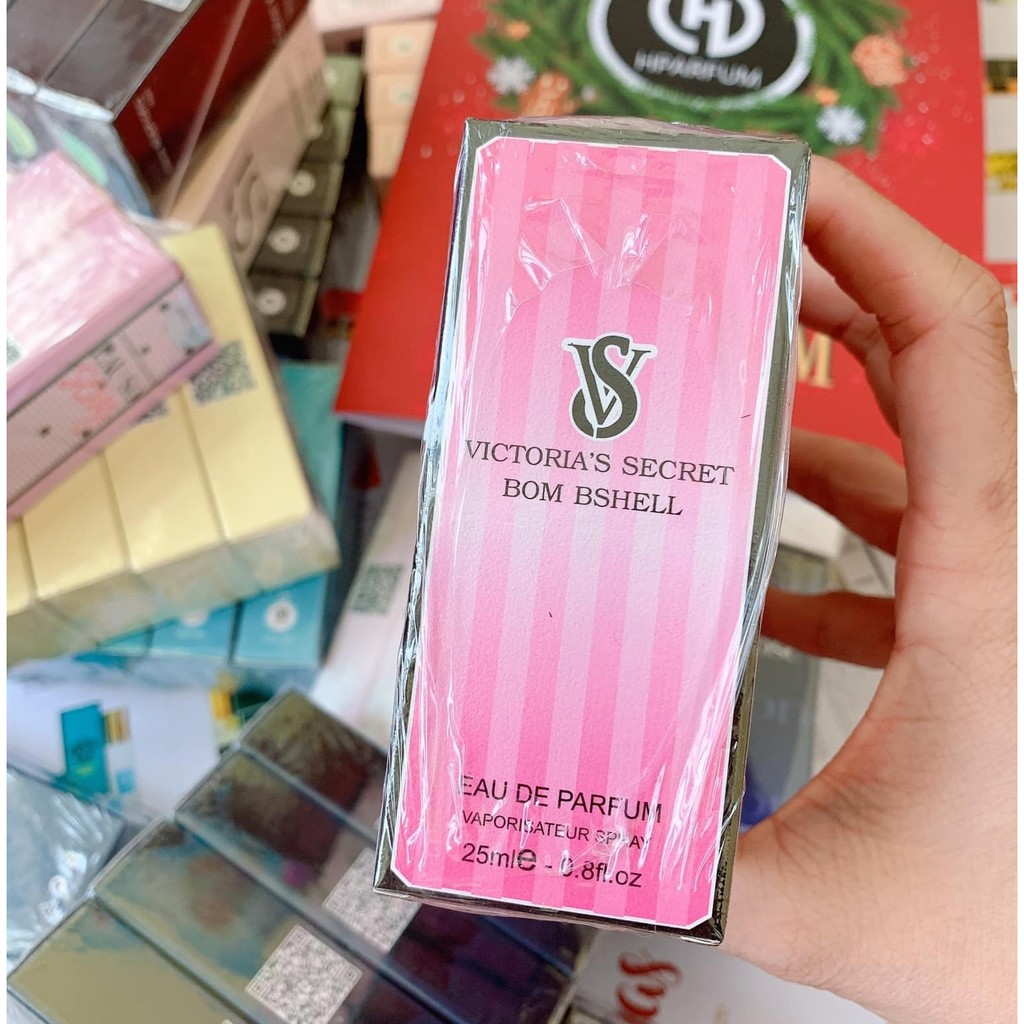 HPARFUM
VS
VICTORIA'S SECRET
BOM BSHELL
EAU DE PARFUM
VAPORISATEUR SPRAY
25ml℮ - 0.8fl.oz